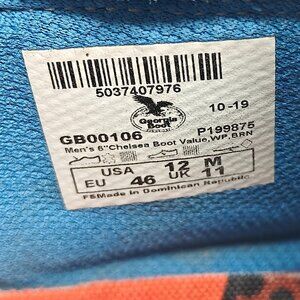 5037407976
Georgia
Boot
10-19
GB00106
P199875
Men's 6"Chelsea Boot Value,WP,BRN
USA 12 M
EU 46 UK 11
F&Made in Dominican Republic